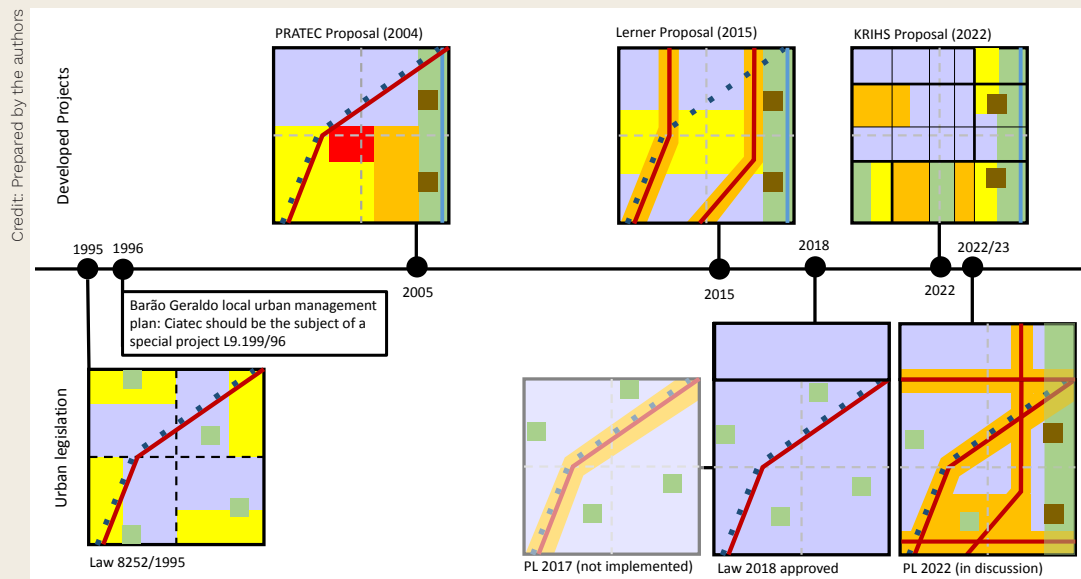 Credit: Prepared by the authors
Developed Projects
PRATEC Proposal (2004)
Lerner Proposal (2015)
KRIHS Proposal (2022)
1995
1996
2018
2022/23
2005
2015
2022
Barão Geraldo local urban management
plan: Ciatec should be the subject of a
special project L9.199/96
Urban legislation
Law 8252/1995
PL 2017 (not implemented)
Law 2018 approved
PL 2022 (in discussion)